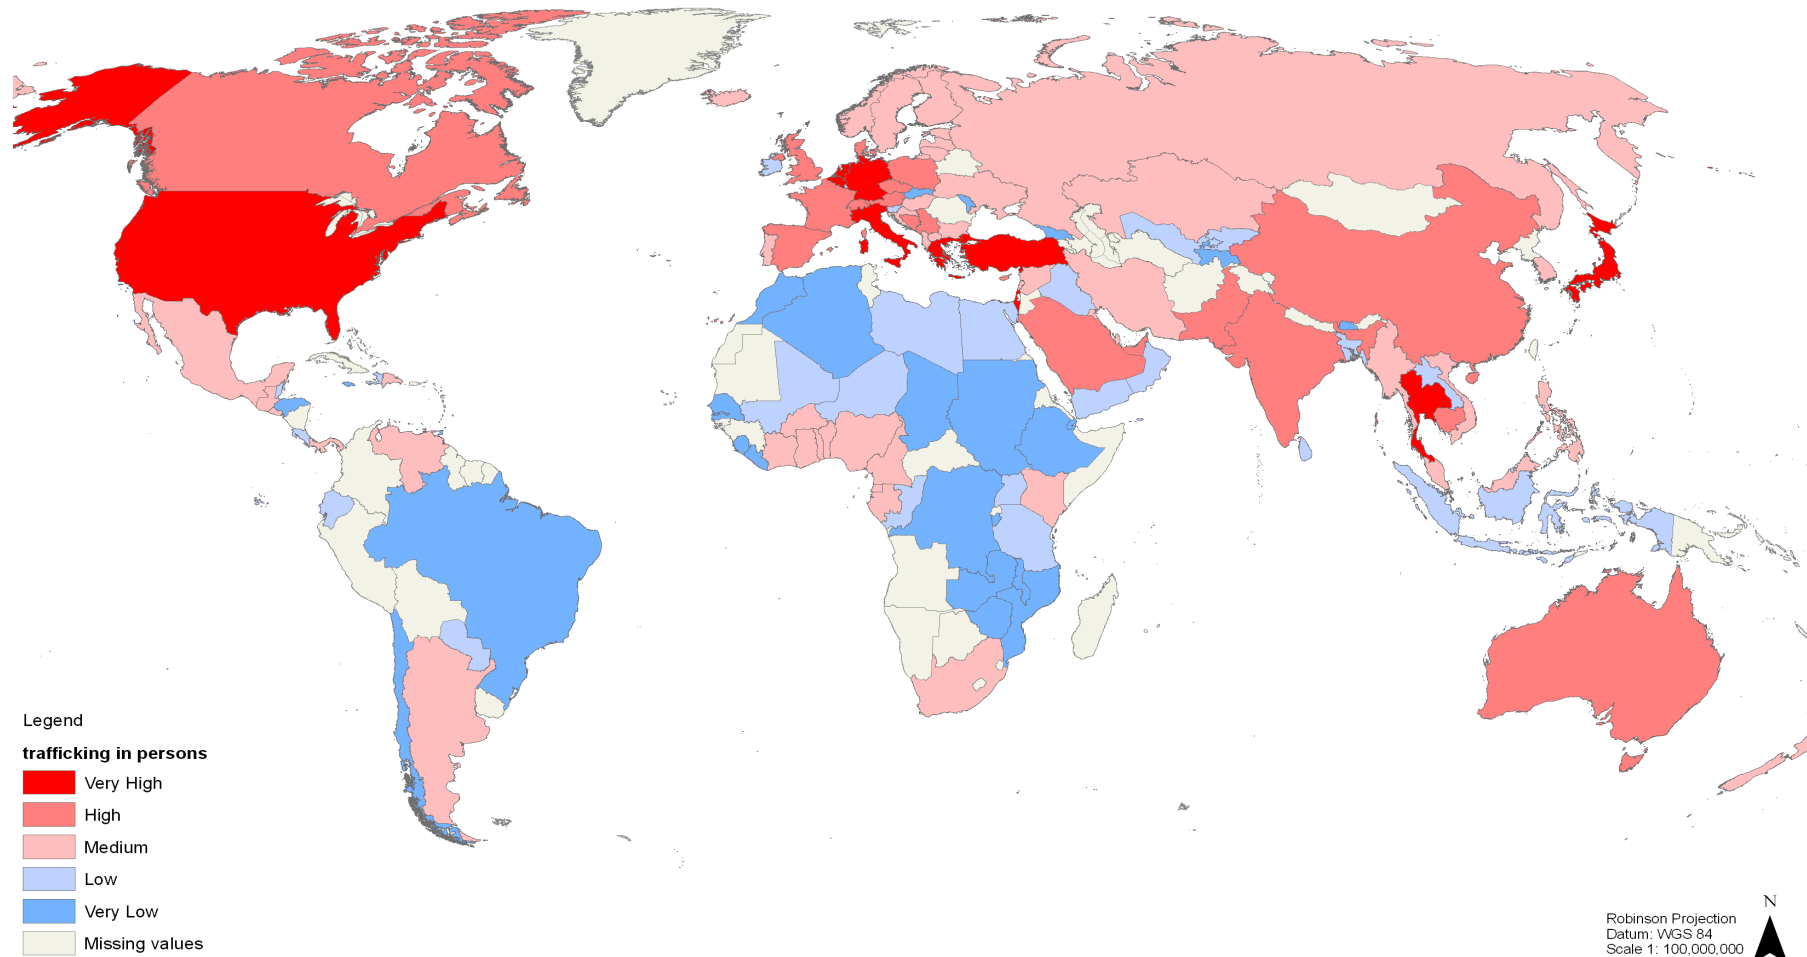 Legend
trafficking in persons
Very High
High
Medium
Low
Very Low
Missing values
N
Robinson Projection
Datum: WGS 84
Scale 1: 100,000,000